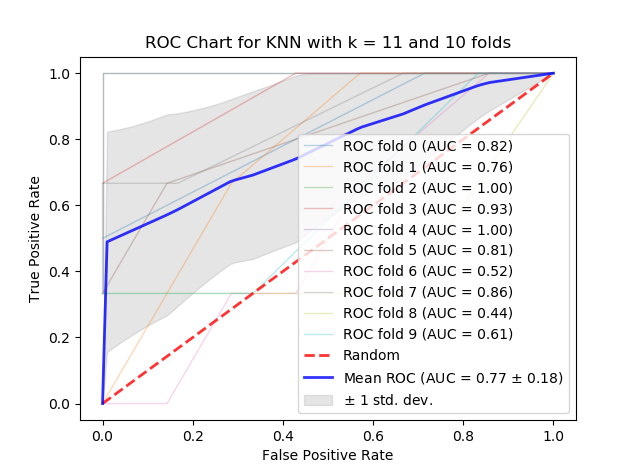 ROC Chart for KNN with k = 11 and 10 folds
True Positive Rate
1.0
0.8
0.6
0.4
0.2
0.0
ROC fold 0 (AUC = 0.82)
ROC fold 1 (AUC = 0.76)
ROC fold 2 (AUC = 1.00)
ROC fold 3 (AUC = 0.93)
ROC fold 4 (AUC = 1.00)
ROC fold 5 (AUC = 0.81)
ROC fold 6 (AUC = 0.52)
ROC fold 7 (AUC = 0.86)
ROC fold 8 (AUC = 0.44)
ROC fold 9 (AUC = 0.61)
Random
Mean ROC (AUC = 0.77 ± 0.18)
± 1 std. dev.
0.0 0.2 0.4 0.6 0.8 1.0
False Positive Rate